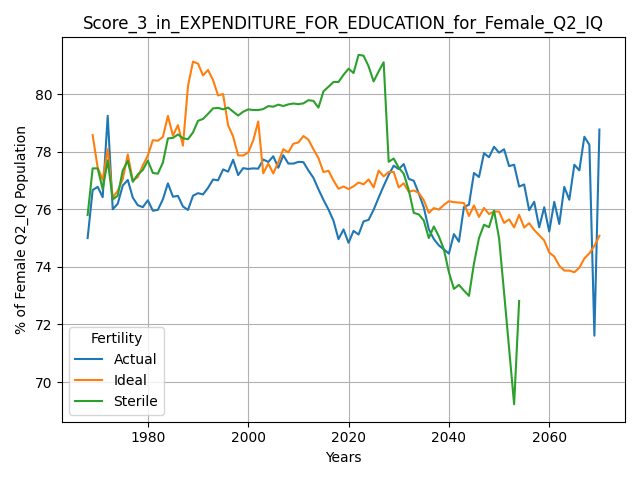 Score_3_in_EXPENDITURE_FOR_EDUCATION_for_Female_Q2_IQ
% of Female Q2_IQ Population
80
78
76
74
72
70
Fertility
Actual
Ideal
Sterile
1980
2000
2020
2040
2060
Years